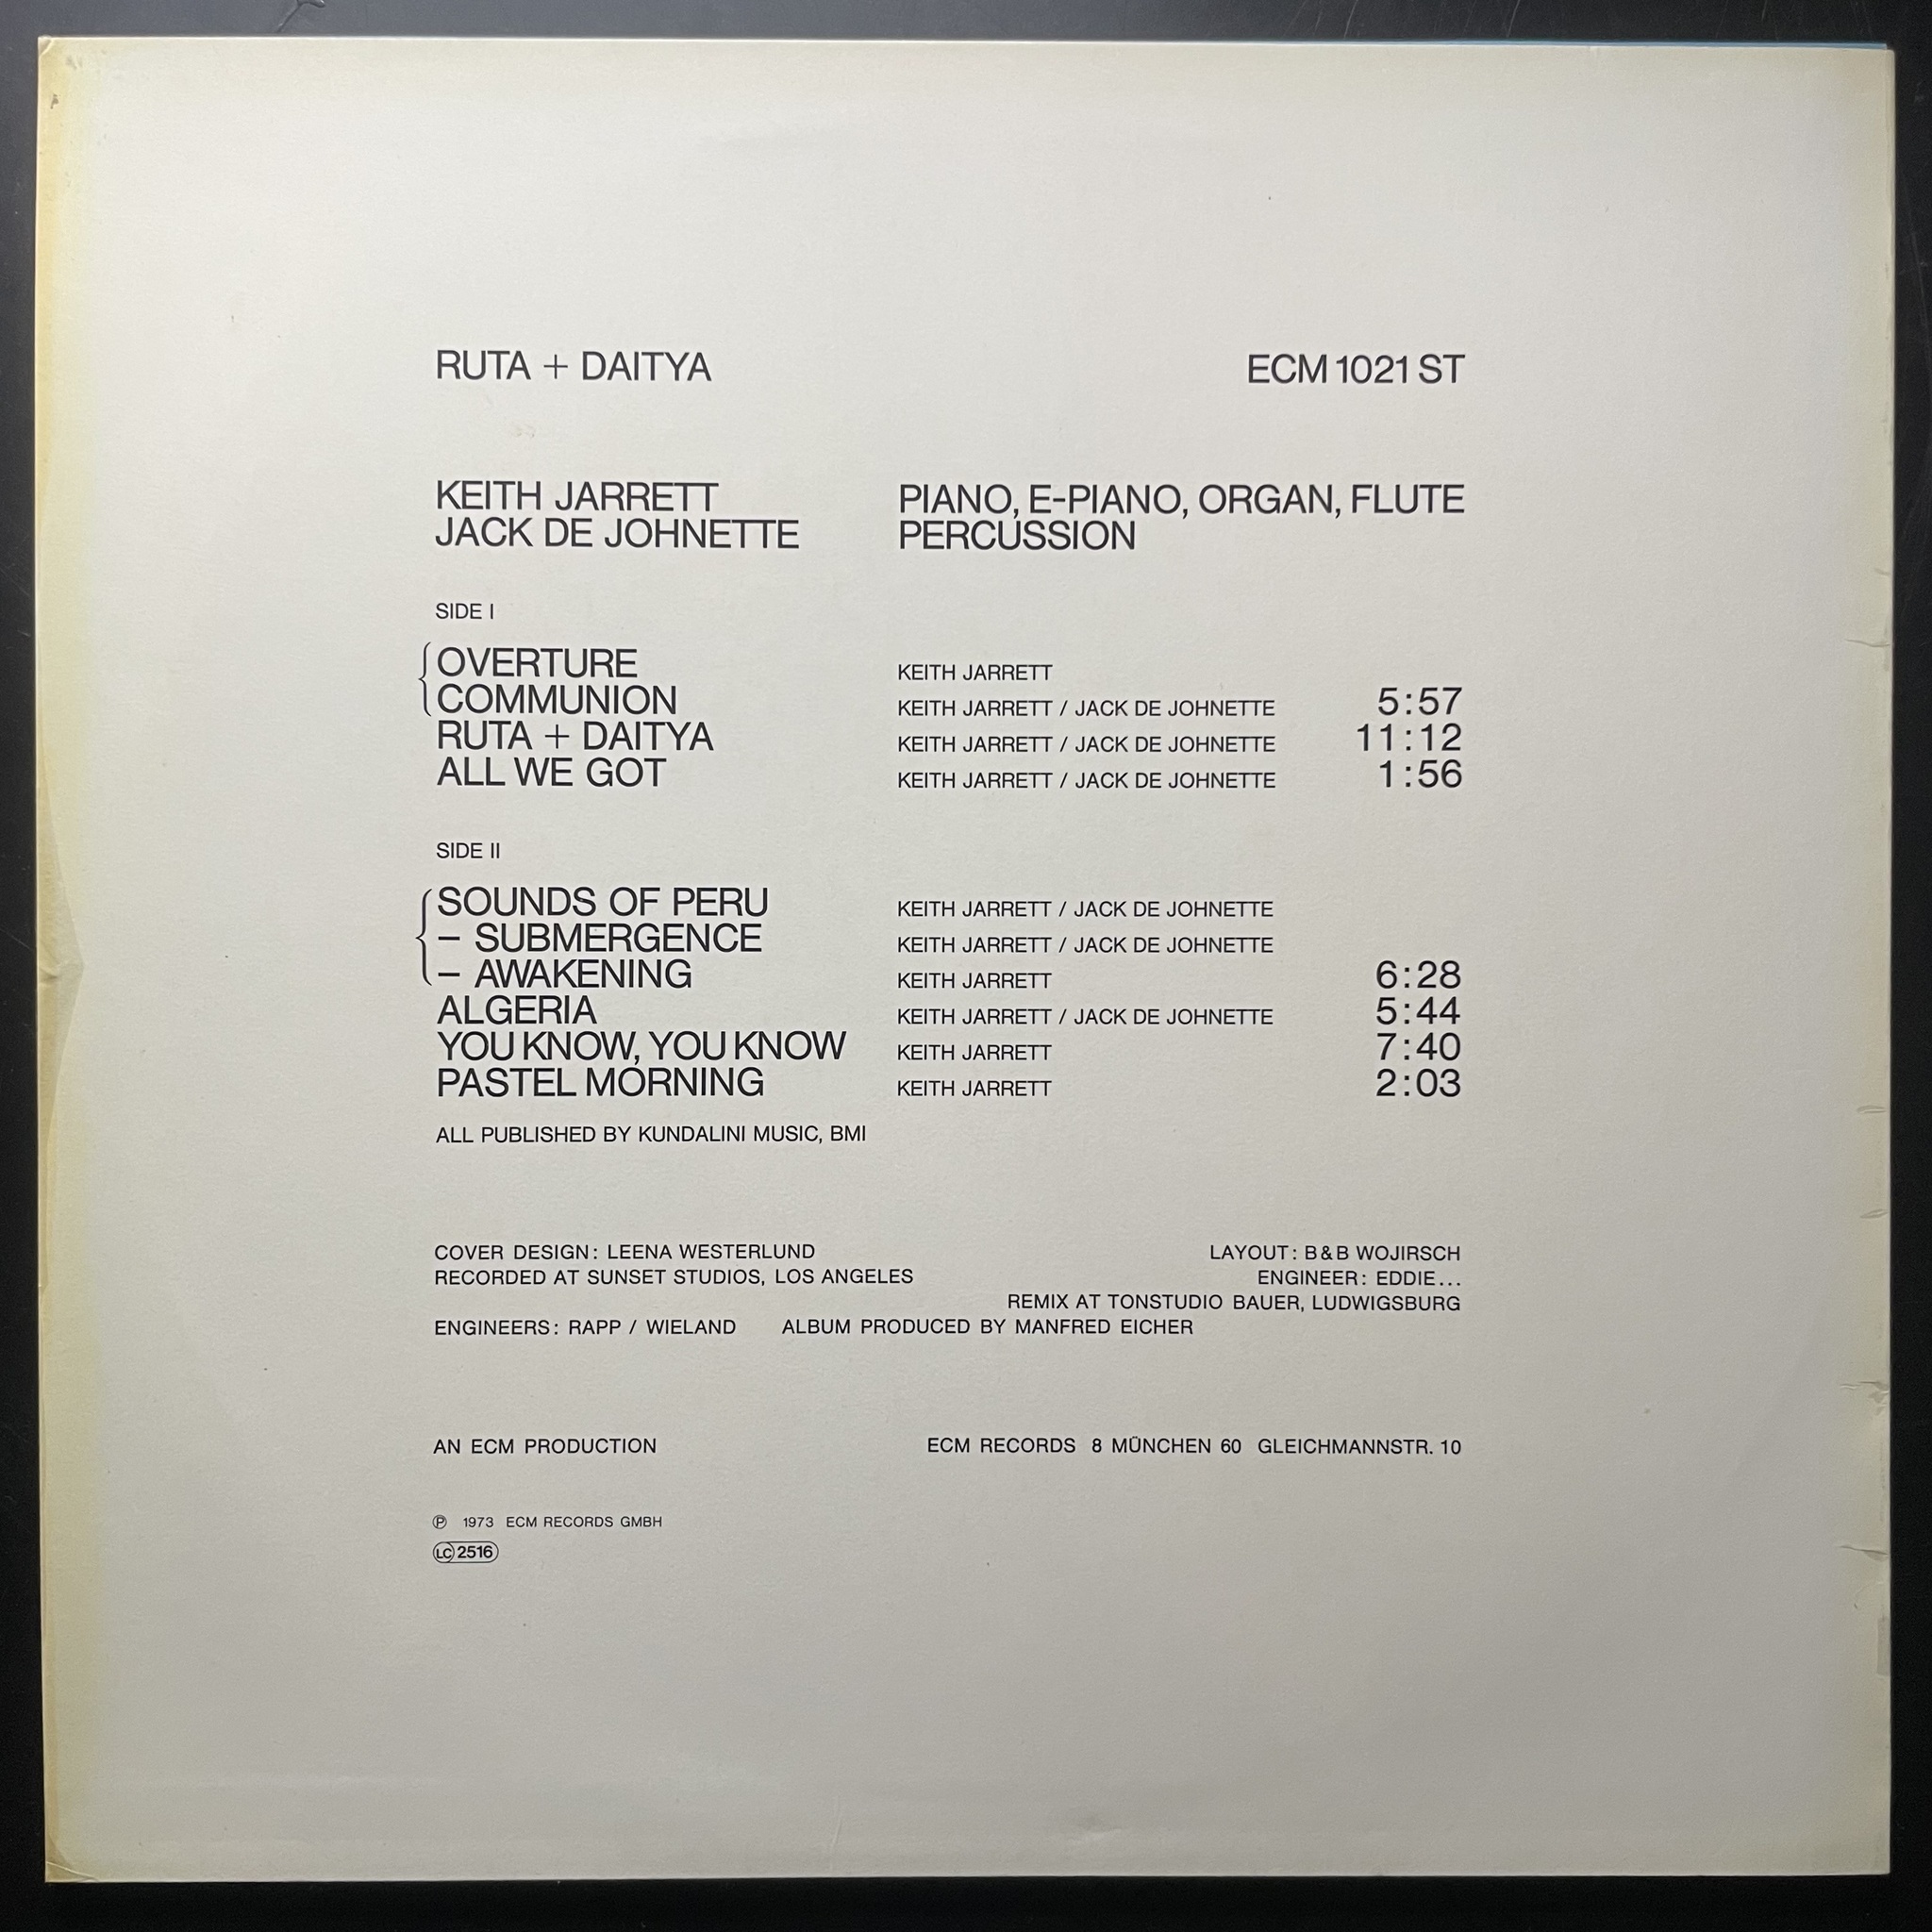 RUTA + DAITYA ECM 1021 ST
KEITH JARRETT PIANO, E-PIANO, ORGAN, FLUTE
JACK DE JOHNETTE PERCUSSION
SIDE I
OVERTURE KEITH JARRETT
COMMUNION KEITH JARRETT / JACK DE JOHNETTE 5:57
RUTA + DAITYA KEITH JARRETT / JACK DE JOHNETTE 11:12
ALL WE GOT KEITH JARRETT / JACK DE JOHNETTE 1:56
SIDE II
SOUNDS OF PERU KEITH JARRETT / JACK DE JOHNETTE
– SUBMERGENCE KEITH JARRETT / JACK DE JOHNETTE
– AWAKENING KEITH JARRETT 6:28
ALGERIA KEITH JARRETT / JACK DE JOHNETTE 5:44
YOU KNOW, YOU KNOW KEITH JARRETT 7:40
PASTEL MORNING KEITH JARRETT 2:03
ALL PUBLISHED BY KUNDALINI MUSIC, BMI
COVER DESIGN: LEENA WESTERLUND LAYOUT: B&B WOJIRSCH
RECORDED AT SUNSET STUDIOS, LOS ANGELES ENGINEER: EDDIE...
REMIX AT TONSTUDIO BAUER, LUDWIGSBURG
ENGINEERS: RAPP / WIELAND ALBUM PRODUCED BY MANFRED EICHER
AN ECM PRODUCTION ECM RECORDS 8 MÜNCHEN 60 GLEICHMANNSTR. 10
Ⓟ 1973 ECM RECORDS GMBH
LC 2516